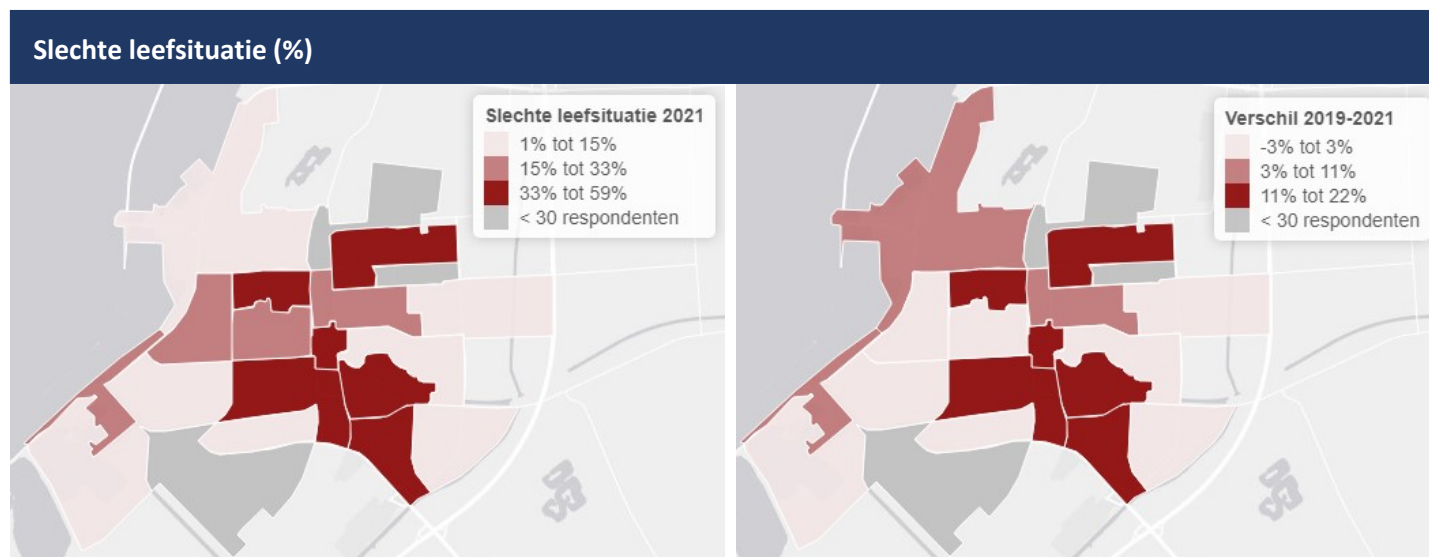 Slechte leefsituatie (%)
Slechte leefsituatie 2021
1% tot 15%
15% tot 33%
33% tot 59%
< 30 respondenten
Verschil 2019-2021
-3% tot 3%
3% tot 11%
11% tot 22%
< 30 respondenten